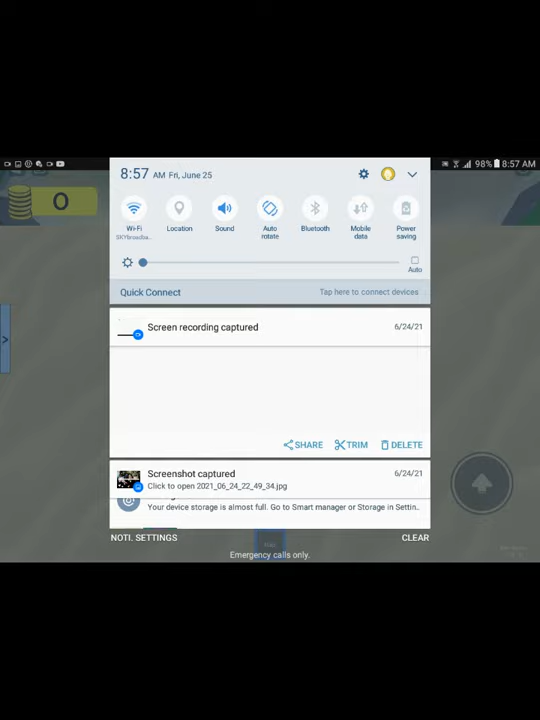 98% 8:57 AM
8:57 AM Fri, June 25
0
Wi-Fi
SKYbroadba..
Location
Sound
Auto
rotate
Bluetooth
Mobile
data
Power
saving
Auto
Quick Connect
Tap here to connect devices
>
Screen recording captured
6/24/21
SHARE
TRIM
DELETE
Screenshot captured
6/24/21
Click to open 2021_06_24_22_49_34.jpg
Your device storage is almost full. Go to Smart manager or Storage in Settin..
NOTI. SETTINGS
CLEAR
Emergency calls only.